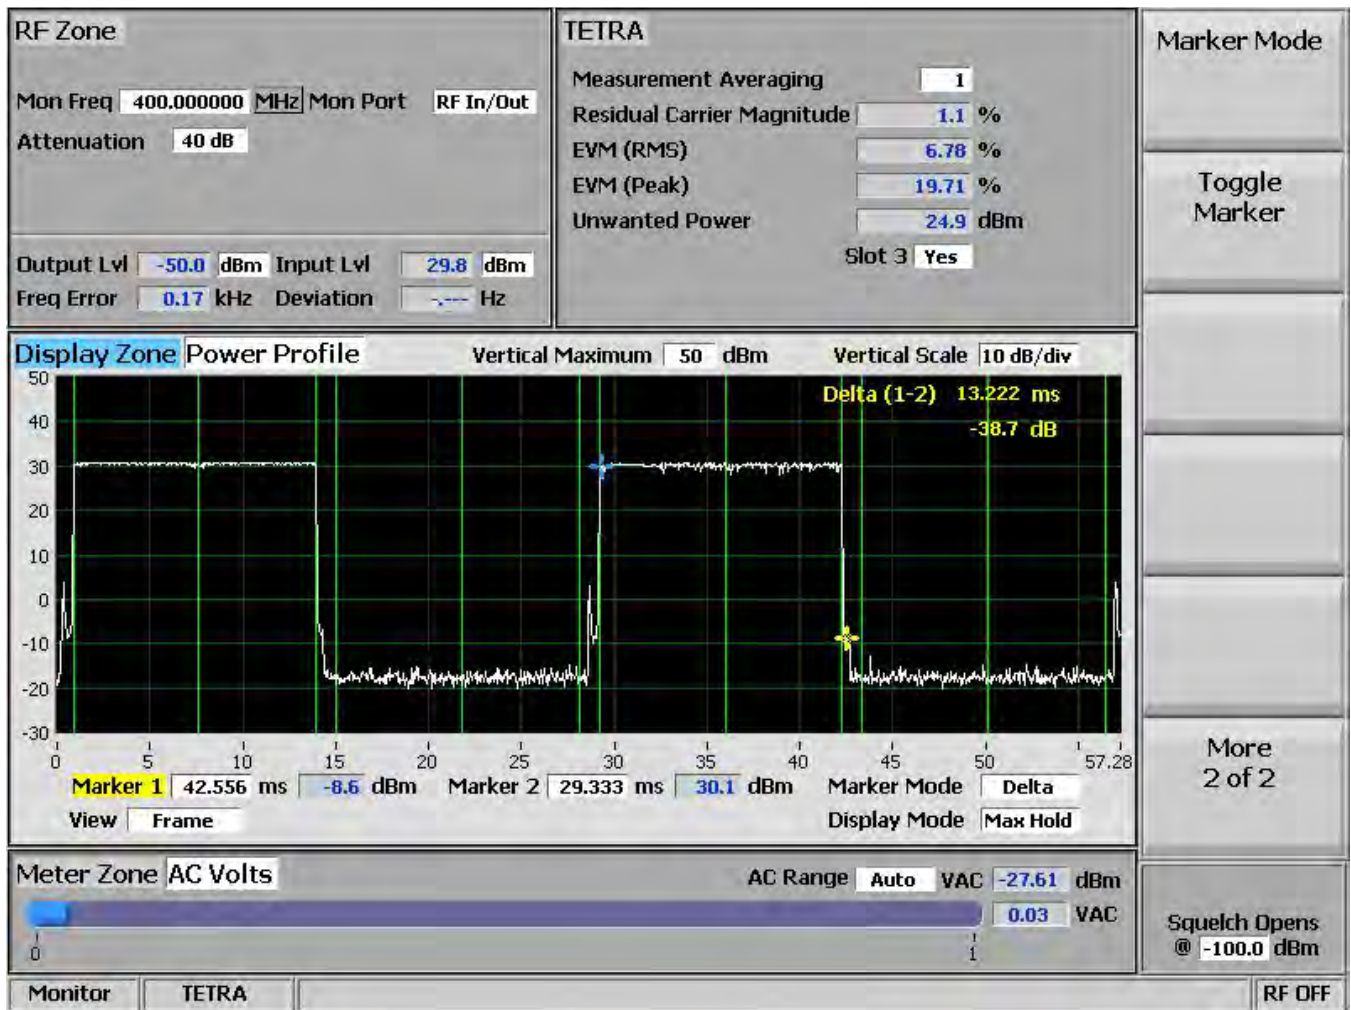 RF Zone
Mon Freq 400.000000 MHz Mon Port RF In/Out
Attenuation 40 dB
Output Lvl -50.0 dBm Input Lvl 29.8 dBm
Freq Error 0.17 kHz Deviation -.--- Hz
TETRA
Measurement Averaging 1
Residual Carrier Magnitude 1.1 %
EVM (RMS) 6.78 %
EVM (Peak) 19.71 %
Unwanted Power 24.9 dBm
Slot 3 Yes
Display Zone Power Profile Vertical Maximum 50 dBm Vertical Scale 10 dB/div
Delta (1-2) 13.222 ms
-38.7 dB
50
40
30
20
10
0
-10
-20
-30
0 5 10 15 20 25 30 35 40 45 50 57.28
Marker 1 42.556 ms -8.6 dBm Marker 2 29.333 ms 30.1 dBm Marker Mode Delta
View Frame Display Mode Max Hold
Meter Zone AC Volts AC Range Auto VAC -27.61 dBm
0.03 VAC
0 1
Monitor TETRA RF OFF
Marker Mode
Toggle
Marker
More
2 of 2
Squelch Opens
@ -100.0 dBm